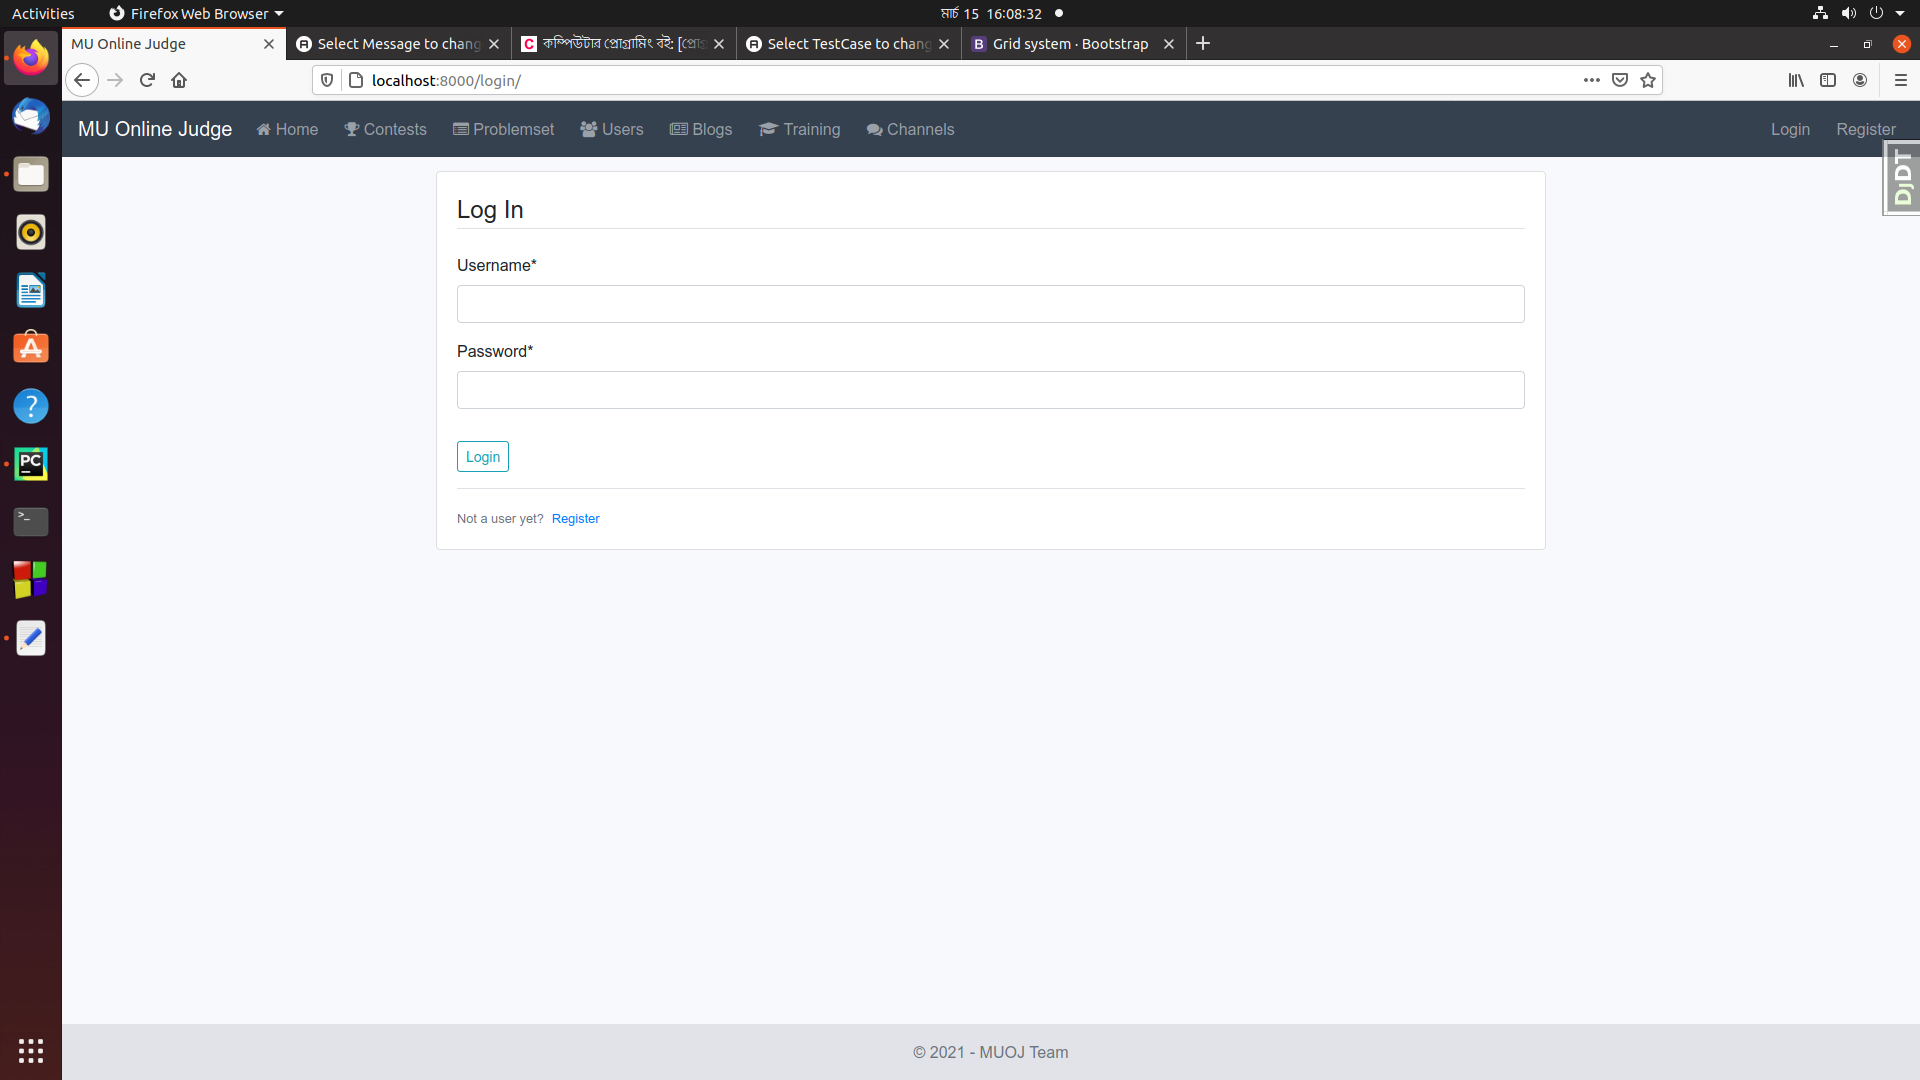 Activities Firefox Web Browser মার্চ 15 16:08:32
MU Online Judge Select Message to chang কম্পিউটার প্রোগ্রামিং বই: [প্রোগ্র Select TestCase to chang Grid system · Bootstrap
localhost:8000/login/
MU Online Judge Home Contests Problemset Users Blogs Training Channels Login Register
DjDT
Log In
Username*
Password*
Login
Not a user yet? Register
PC
© 2021 - MUOJ Team